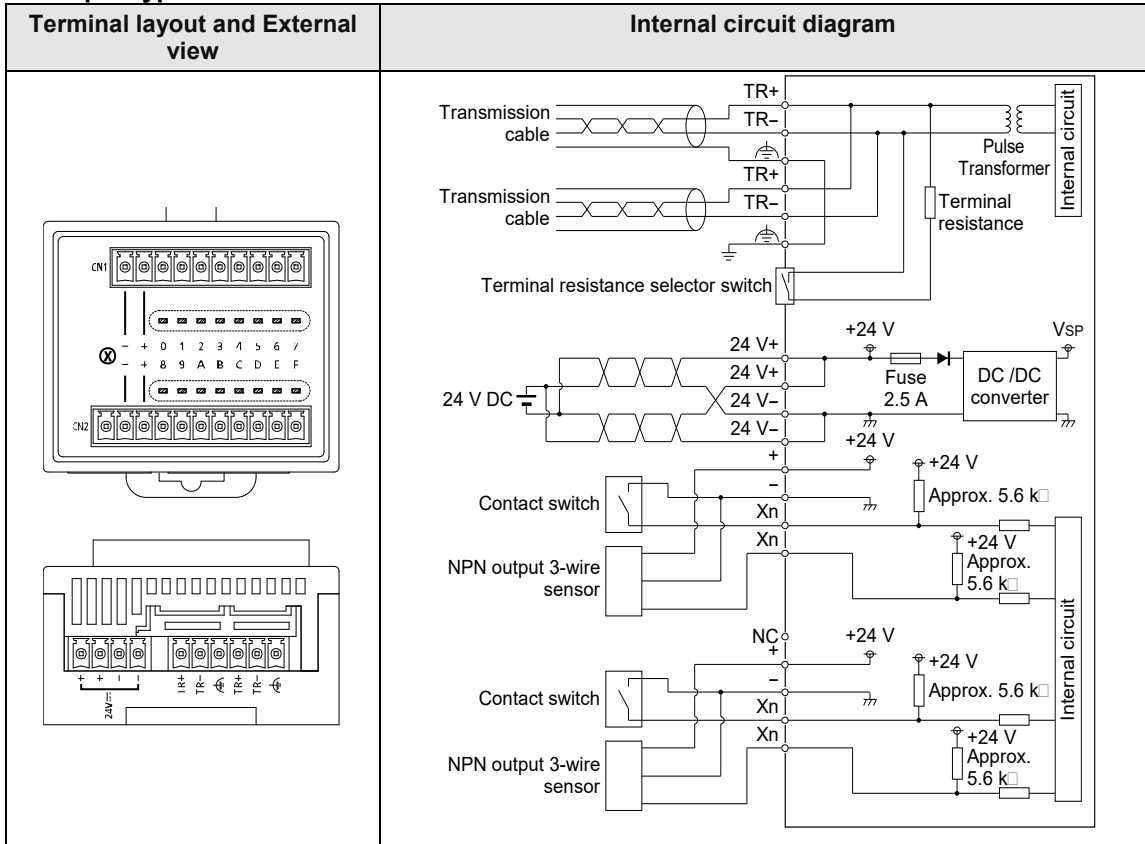 Terminal layout and External
view
Internal circuit diagram
CN1
- + 0 1 2 3 4 5 6 7
X
- + 8 9 A B C D E F
CN2
+ + - -
24V
TR+ TR- TR+ TR-
Transmission
cable
TR+
TR−
TR+
Transmission
cable
TR−
Pulse
Transformer
Internal circuit
Terminal
resistance
Terminal resistance selector switch
24 V DC
24 V+
24 V+
24 V−
24 V−
+24 V
Fuse
2.5 A
DC /DC
converter
VSP
+24 V
+
−
Contact switch
Xn
Xn
NPN output 3-wire
sensor
+24 V
Approx. 5.6 k□
+24 V
Approx.
5.6 k□
Internal circuit
NC
+
−
+24 V
Contact switch
Xn
Xn
NPN output 3-wire
sensor
+24 V
Approx. 5.6 k□
+24 V
Approx.
5.6 k□